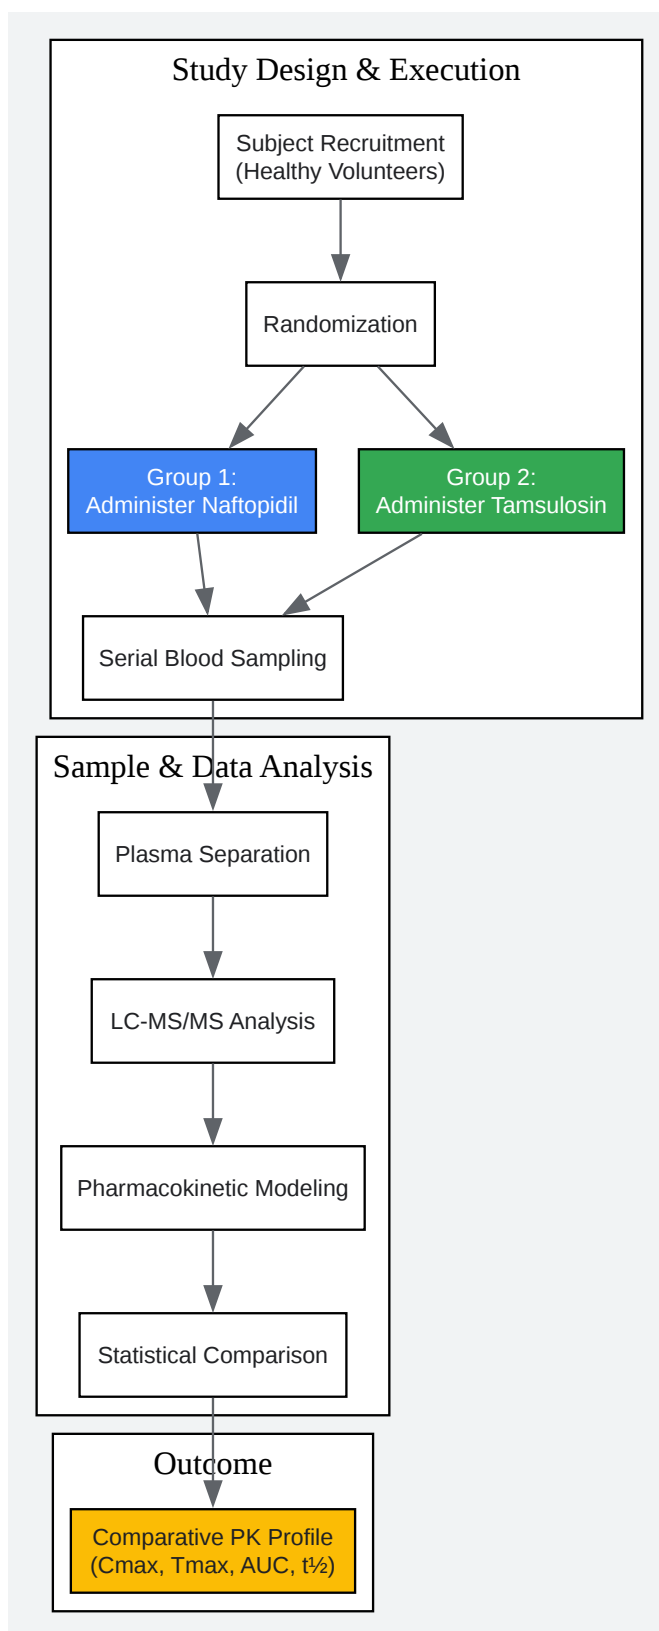 Study Design & Execution
Subject Recruitment
(Healthy Volunteers)
Randomization
Group 1:
Administer Naftopidil
Group 2:
Administer Tamsulosin
Serial Blood Sampling
Sample & Data Analysis
Plasma Separation
LC-MS/MS Analysis
Pharmacokinetic Modeling
Statistical Comparison
Outcome
Comparative PK Profile
(Cmax, Tmax, AUC, t½)